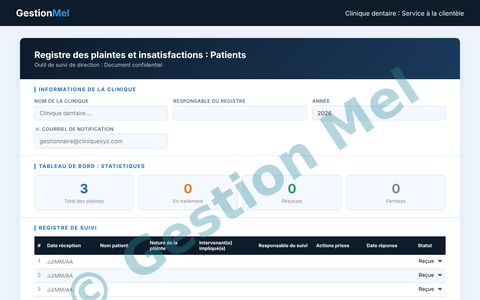 GestionMel
Clinique dentaire : Service à la clientèle
Registre des plaintes et insatisfactions : Patients
Outil de suivi de direction : Document confidentiel
INFORMATIONS DE LA CLINIQUE
NOM DE LA CLINIQUE
RESPONSABLE DU REGISTRE
ANNÉE
Clinique dentaire ...
2026
COURRIEL DE NOTIFICATION
gestionnaire@cliniquexyz.com
TABLEAU DE BORD : STATISTIQUES
3
0
0
0
Total des plaintes
En traitement
Résolues
Fermées
REGISTRE DE SUIVI
# Date réception Nom patient Nature de la plainte Intervenant(e) impliqué(e) Responsable du suivi Actions prises Date réponse Statut
1 JJ/MM/AA Reçue
2 JJ/MM/AA Reçue
3 JJ/MM/AA Reçue
© Gestion Mel